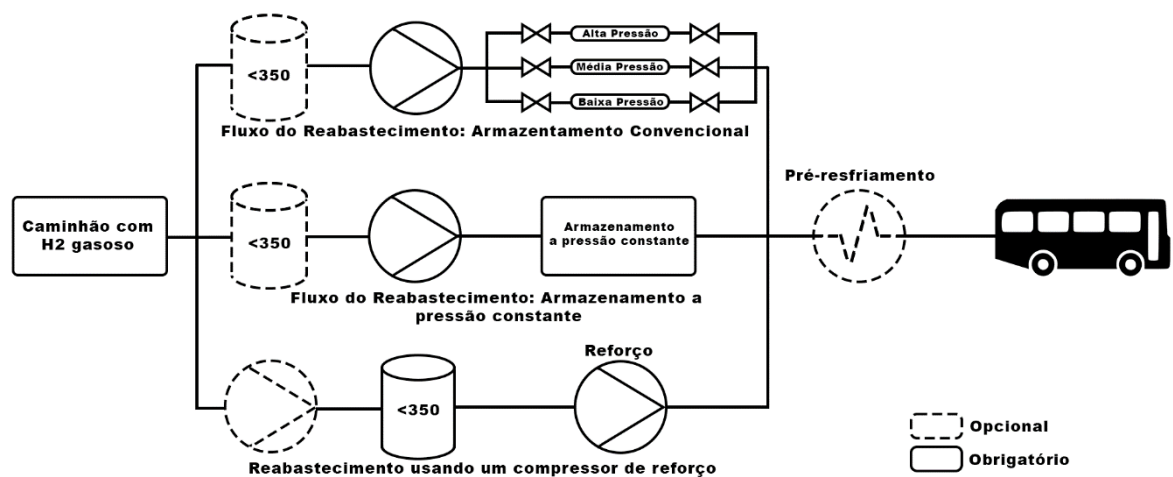 <350
Alta Pressão
Média Pressão
Baixa Pressão
Fluxo do Reabastecimento: Armazentamento Convencional
Caminhão com
H2 gasoso
<350
Armazenamento
a pressão constante
Pré-resfriamento
Fluxo do Reabastecimento: Armazenamento a
pressão constante
<350
Reforço
Reabastecimento usando um compressor de reforço
Opcional
Obrigatório